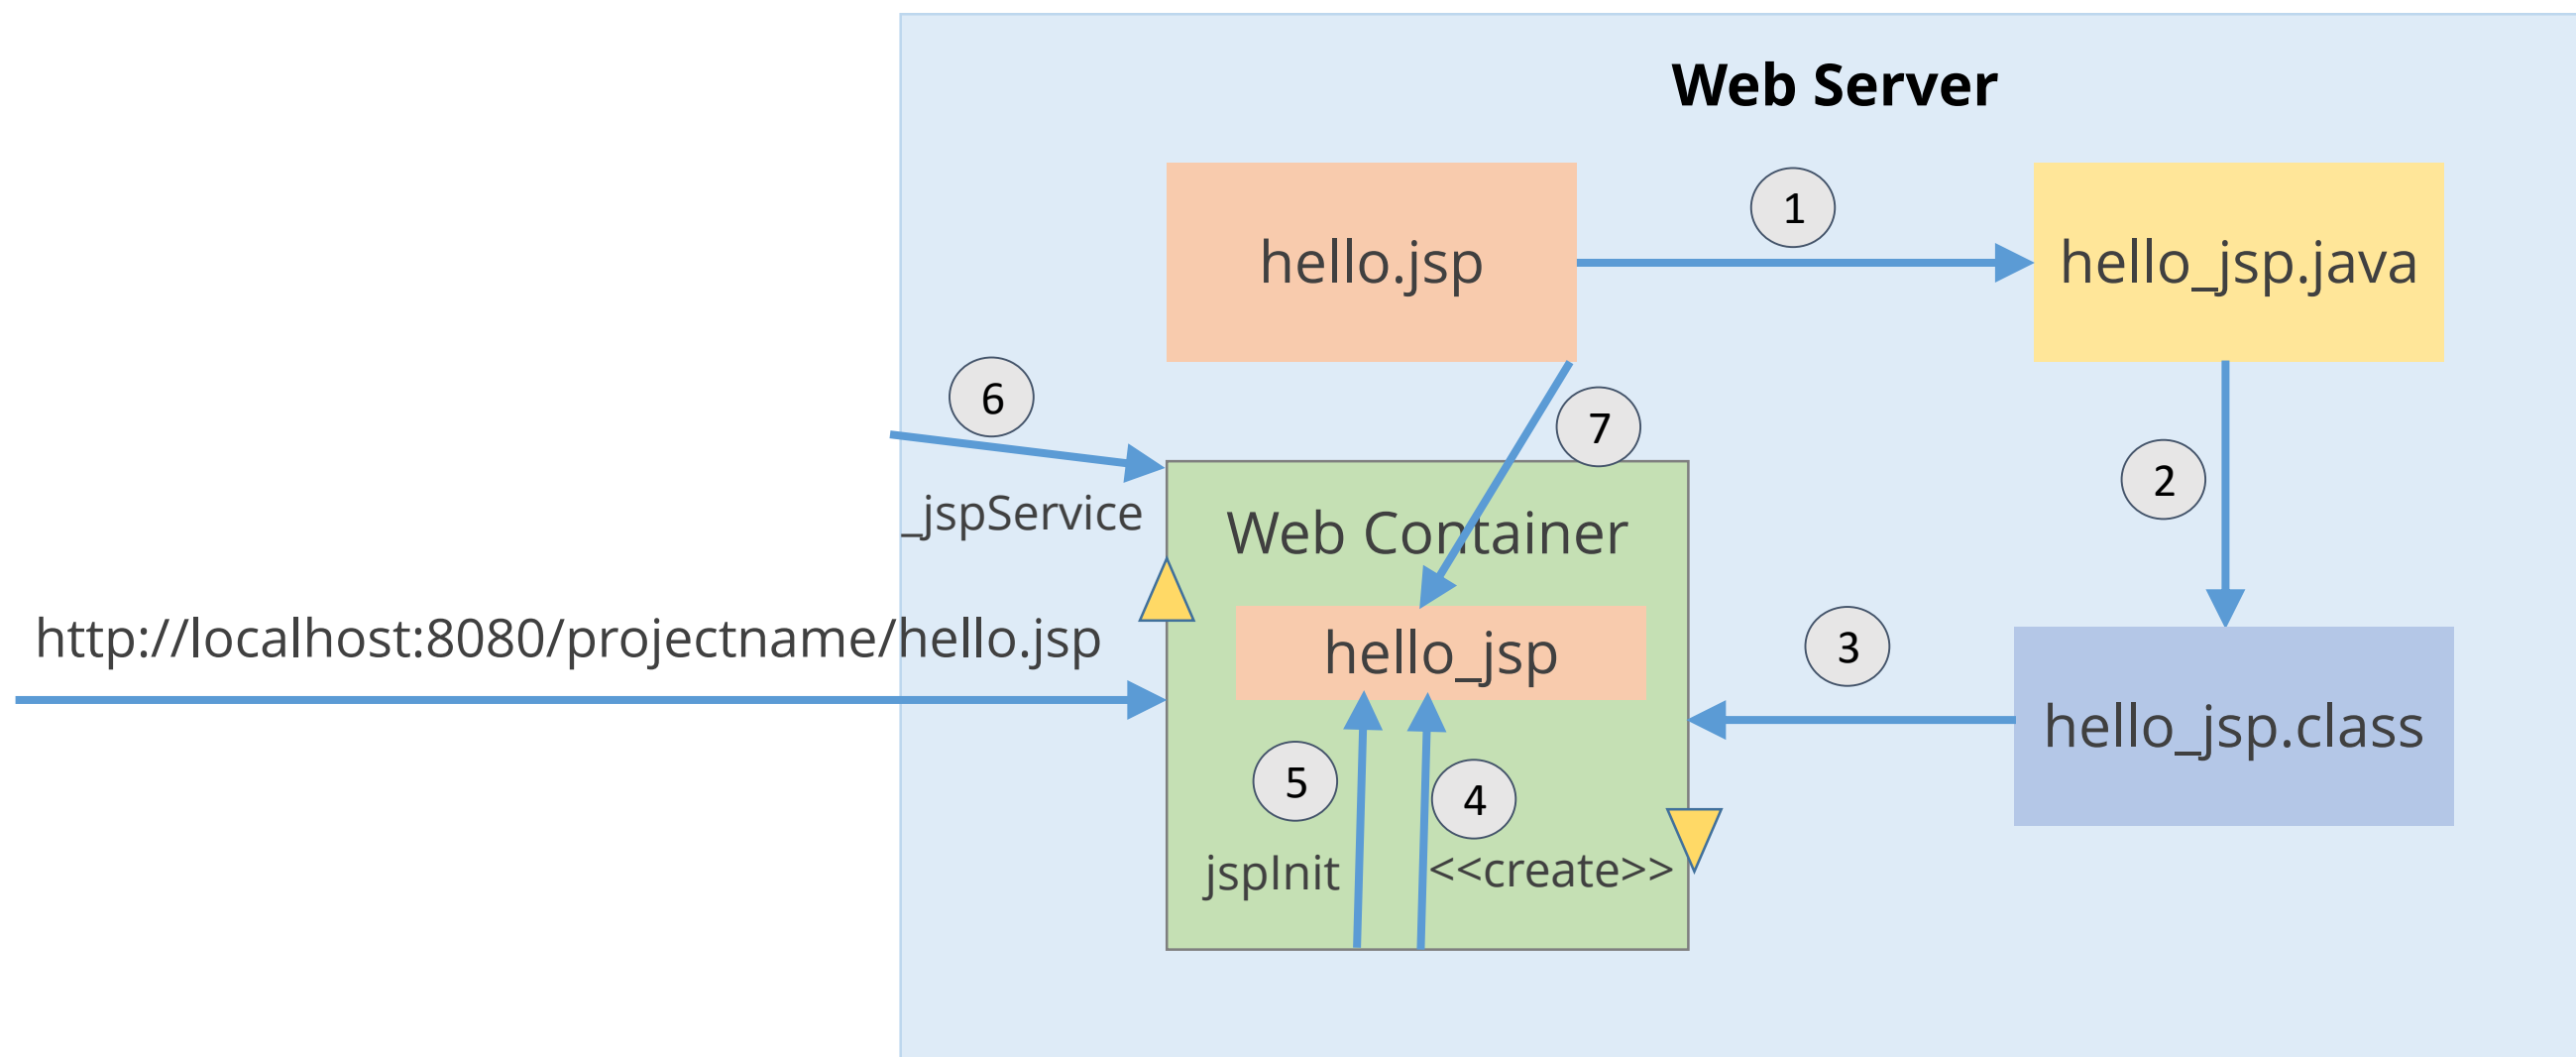 Web Server
1
hello.jsp
hello_jsp.java
6
7
2
_jspService
Web Container
http://localhost:8080/projectname/hello.jsp
hello_jsp
3
hello_jsp.class
5
4
jspInit
<<create>>